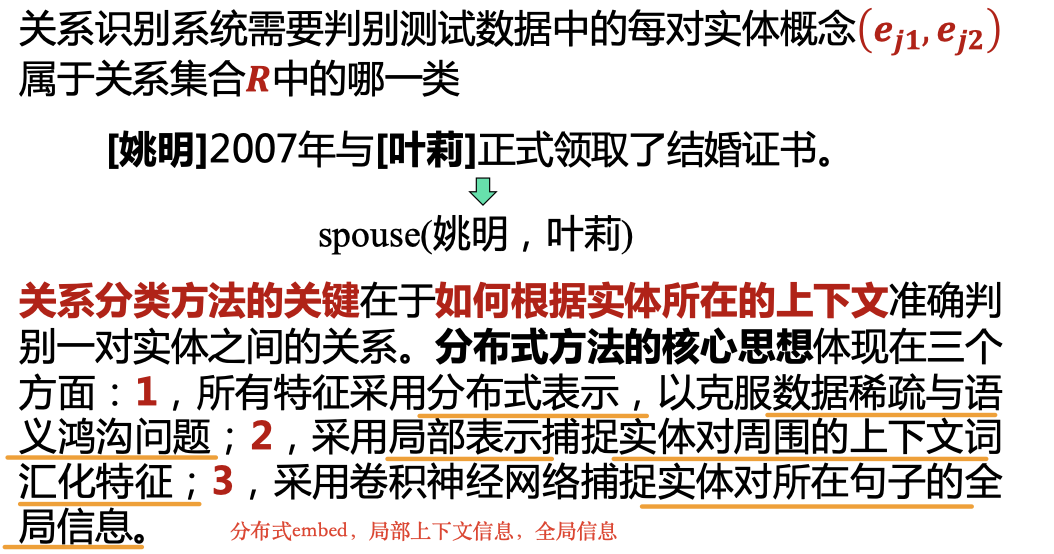 关系识别系统需要判别测试数据中的每对实体概念(e_{j1}, e_{j2})
属于关系集合R中的哪一类
[姚明]2007年与[叶莉]正式领取了结婚证书。
spouse(姚明，叶莉)
关系分类方法的关键在于如何根据实体所在的上下文准确判
别一对实体之间的关系。分布式方法的核心思想体现在三个
方面：1，所有特征采用分布式表示，以克服数据稀疏与语
义鸿沟问题；2，采用局部表示捕捉实体对周围的上下文词
汇化特征；3，采用卷积神经网络捕捉实体对所在句子的全
局信息。
分布式embed，局部上下文信息，全局信息